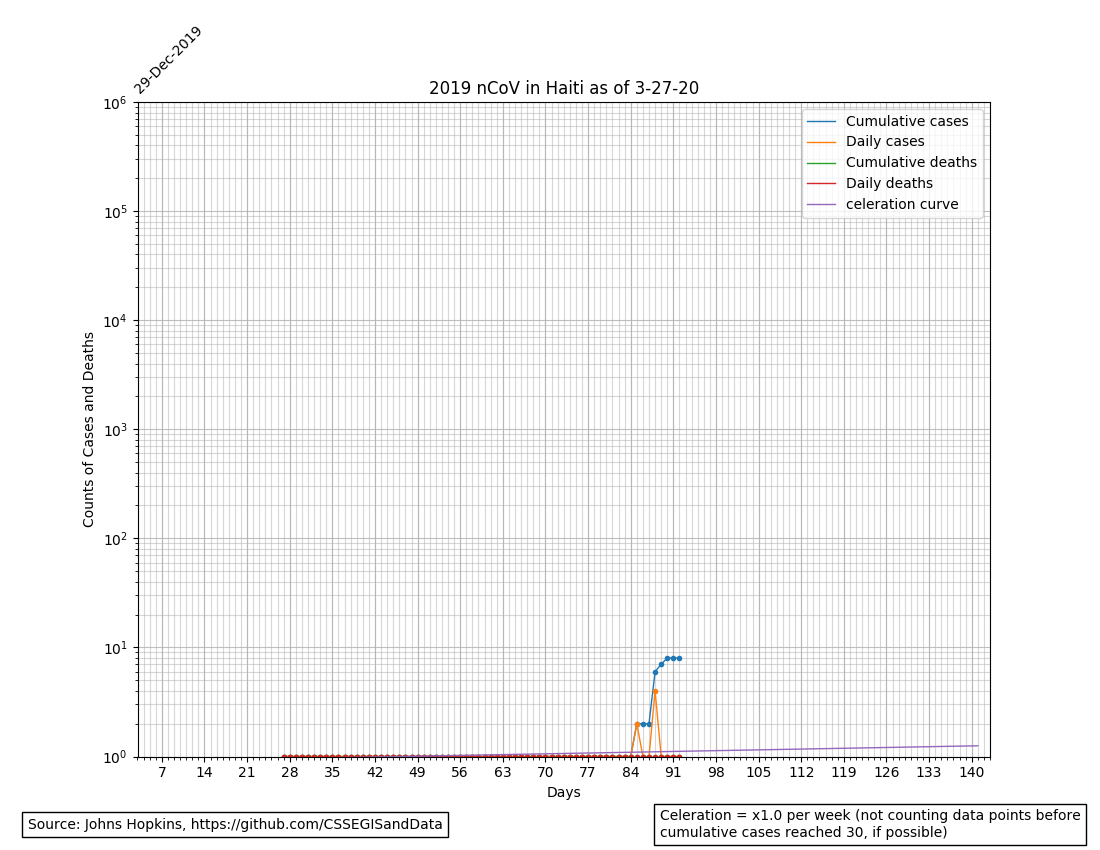 29-Dec-2019
2019 nCoV in Haiti as of 3-27-20
Cumulative cases
Daily cases
Cumulative deaths
Daily deaths
celeration curve
10^6
10^5
10^4
10^3
10^2
10^1
10^0
Counts of Cases and Deaths
7 14 21 28 35 42 49 56 63 70 77 84 91 98 105 112 119 126 133 140
Days
Source: Johns Hopkins, https://github.com/CSSEGISandData
Celeration = x1.0 per week (not counting data points before
cumulative cases reached 30, if possible)